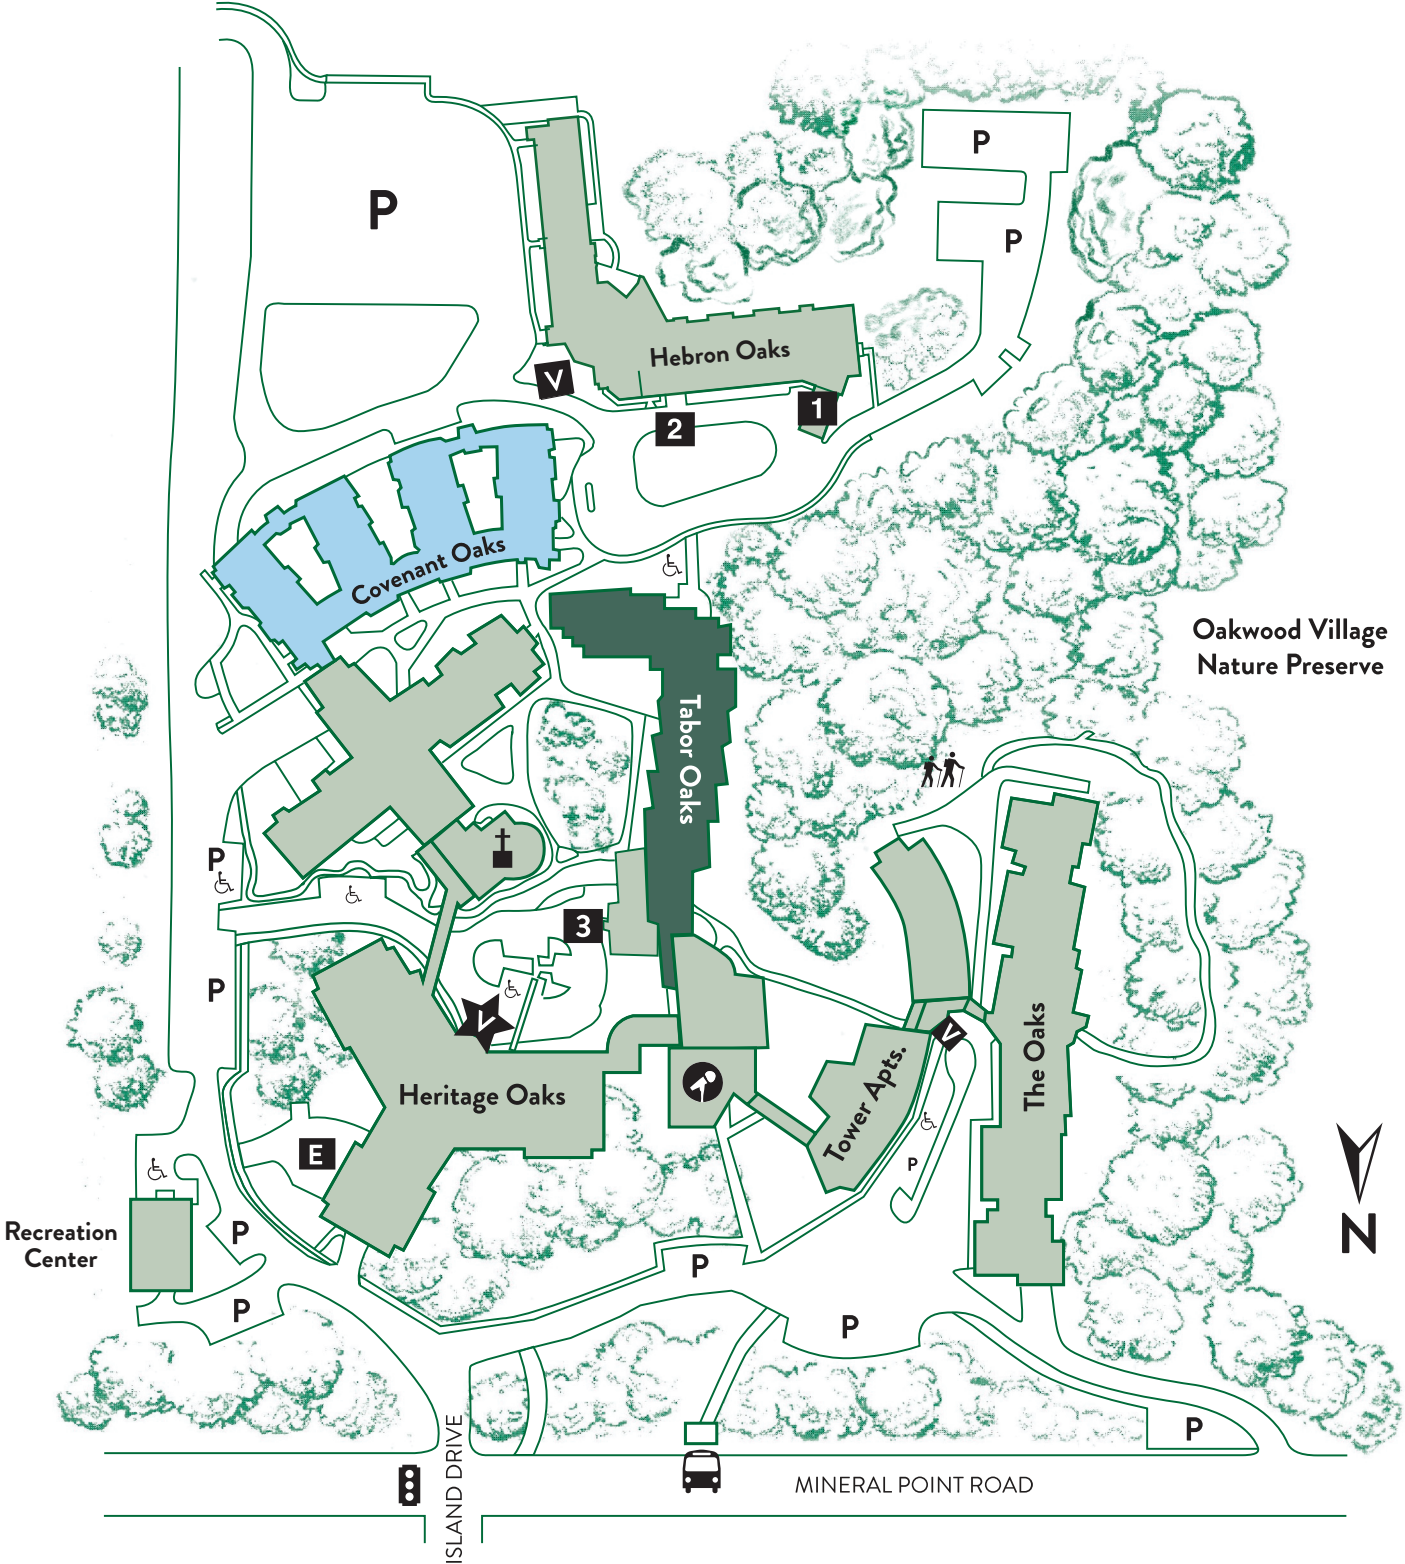 P
P
P
Hebron Oaks
V
1
2
Covenant Oaks
Oakwood Village
Nature Preserve
Tabor Oaks
P
3
P
V
V
The Oaks
Heritage Oaks
Tower Apts.
E
P
N
Recreation
Center
P
P
P
P
P
ISLAND DRIVE
MINERAL POINT ROAD